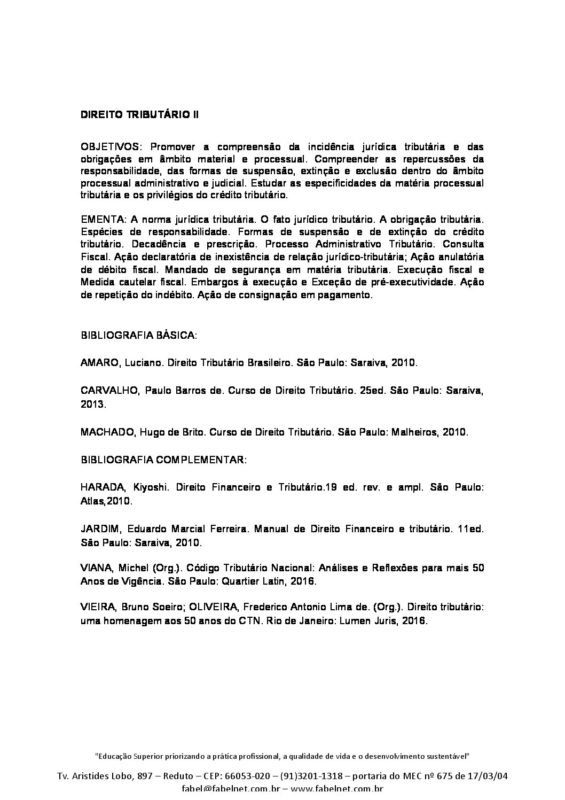 DIREITO TRIBUTÁRIO II
OBJETIVOS: Promover a compreensão da incidência jurídica tributária e das
obrigações em âmbito material e processual. Compreender as repercussões da
responsabilidade, das formas de suspensão, extinção e exclusão dentro do âmbito
processual administrativo e judicial. Estudar as especificidades da matéria processual
tributária e os privilégios do crédito tributário.
EMENTA: A norma jurídica tributária. O fato jurídico tributário. A obrigação tributária.
Espécies de responsabilidade. Formas de suspensão e de extinção do crédito
tributário. Decadência e prescrição. Processo Administrativo Tributário. Consulta
Fiscal. Ação declaratória de inexistência de relação jurídico-tributária; Ação anulatória
de débito fiscal. Mandado de segurança em matéria tributária. Execução fiscal e
Medida cautelar fiscal. Embargos à execução e Exceção de pré-executividade. Ação
de repetição do indébito. Ação de consignação em pagamento.
BIBLIOGRAFIA BÁSICA:
AMARO, Luciano. Direito Tributário Brasileiro. São Paulo: Saraiva, 2010.
CARVALHO, Paulo Barros de. Curso de Direito Tributário. 25ed. São Paulo: Saraiva,
2013.
MACHADO, Hugo de Brito. Curso de Direito Tributário. São Paulo: Malheiros, 2010.
BIBLIOGRAFIA COMPLEMENTAR:
HARADA, Kiyoshi. Direito Financeiro e Tributário.19 ed. rev. e ampl. São Paulo:
Atlas,2010.
JARDIM, Eduardo Marcial Ferreira. Manual de Direito Financeiro e tributário. 11ed.
São Paulo: Saraiva, 2010.
VIANA, Michel (Org.). Código Tributário Nacional: Análises e Reflexões para mais 50
Anos de Vigência. São Paulo: Quartier Latin, 2016.
VIEIRA, Bruno Soeiro; OLIVEIRA, Frederico Antonio Lima de. (Org.). Direito tributário:
uma homenagem aos 50 anos do CTN. Rio de Janeiro: Lumen Juris, 2016.
"Educação Superior priorizando a prática profissional, a qualidade de vida e o desenvolvimento sustentável"
Tv. Aristides Lobo, 897 – Reduto – CEP: 66053-020 – (91)3201-1318 – portaria do MEC nº 675 de 17/03/04
fabel@fabelnet.com.br – www.fabelnet.com.br